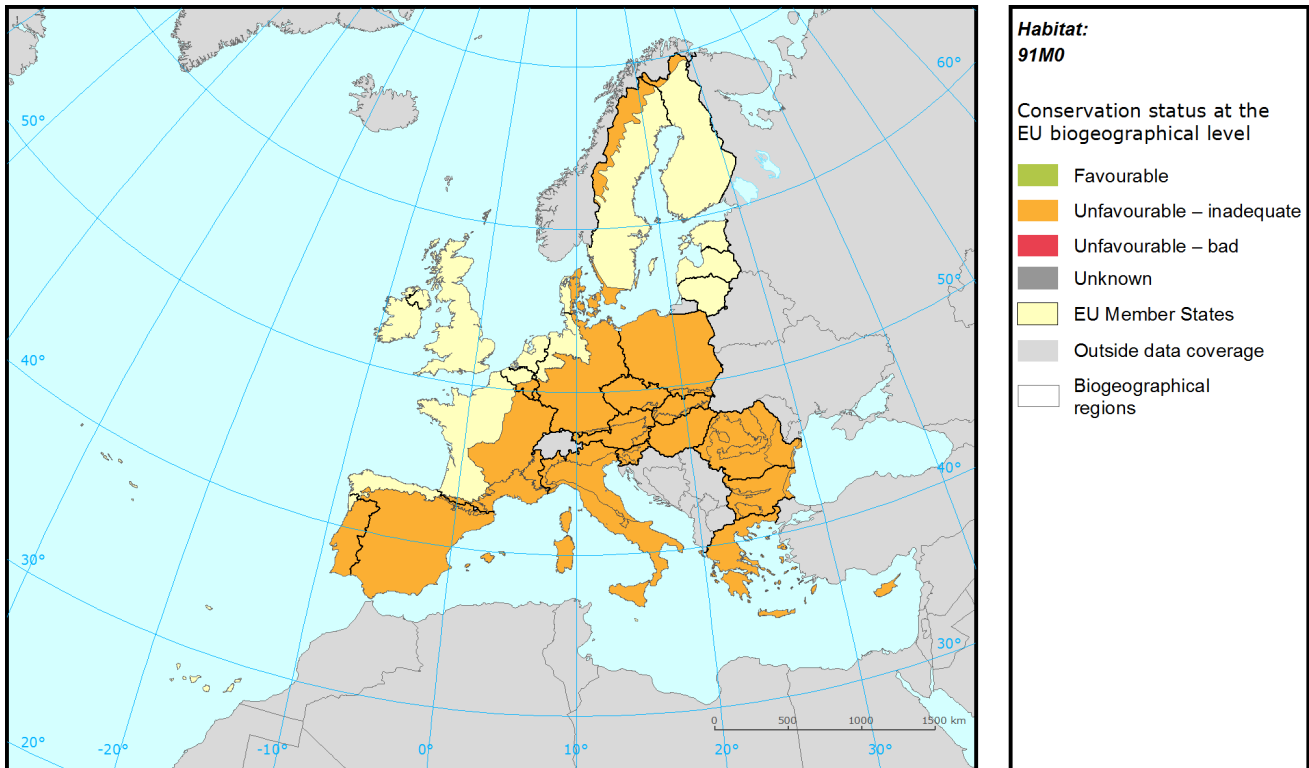 Habitat:
91M0
Conservation status at the
EU biogeographical level
Favourable
Unfavourable – inadequate
Unfavourable – bad
Unknown
EU Member States
Outside data coverage
Biogeographical
regions
60°
50°
50°
40°
40°
30°
30°
20°
-20°
-10°
0°
10°
20°
30°
0 500 1000 1500 km